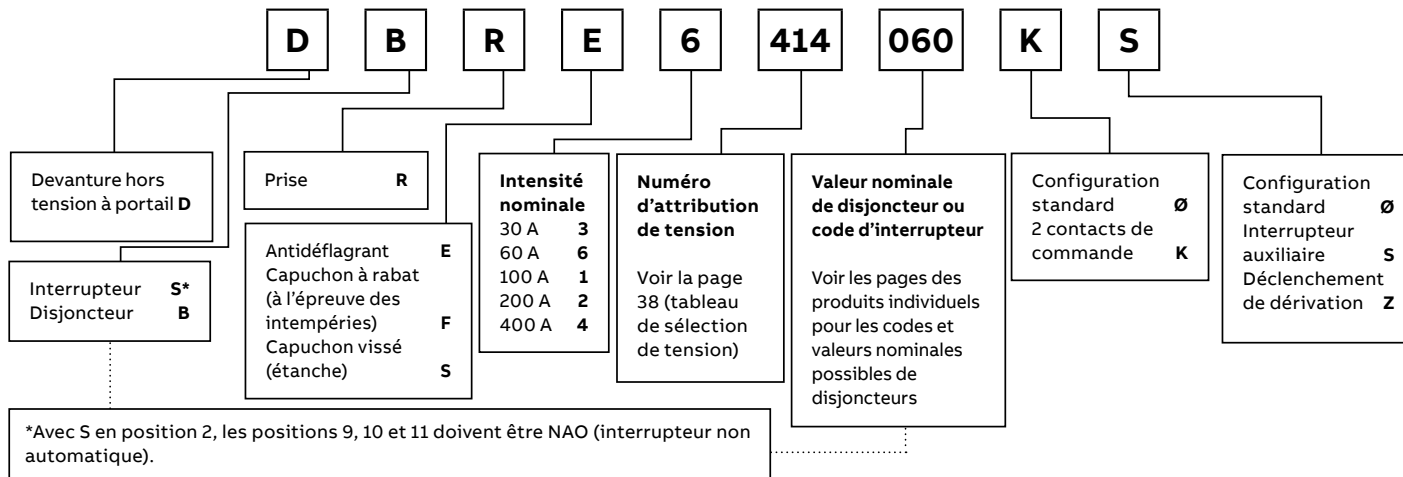 D B R E 6 414 060 K S
Devanture hors
tension à portail D
Interrupteur S*
Disjoncteur B
Prise R
Antidéflagrant E
Capuchon à rabat
(à l'épreuve des
intempéries) F
Capuchon vissé
(étanche) S
Intensité
nominale
30 A 3
60 A 6
100 A 1
200 A 2
400 A 4
Numéro
d'attribution
de tension
Voir la page
38 (tableau
de sélection
de tension)
Valeur nominale
de disjoncteur ou
code d'interrupteur
Voir les pages des
produits individuels
pour les codes et
valeurs nominales
possibles de
disjoncteurs
Configuration
standard Ø
2 contacts de
commande K
Configuration
standard Ø
Interrupteur
auxiliaire S
Déclenchement
de dérivation Z
*Avec S en position 2, les positions 9, 10 et 11 doivent être NAO (interrupteur non
automatique).